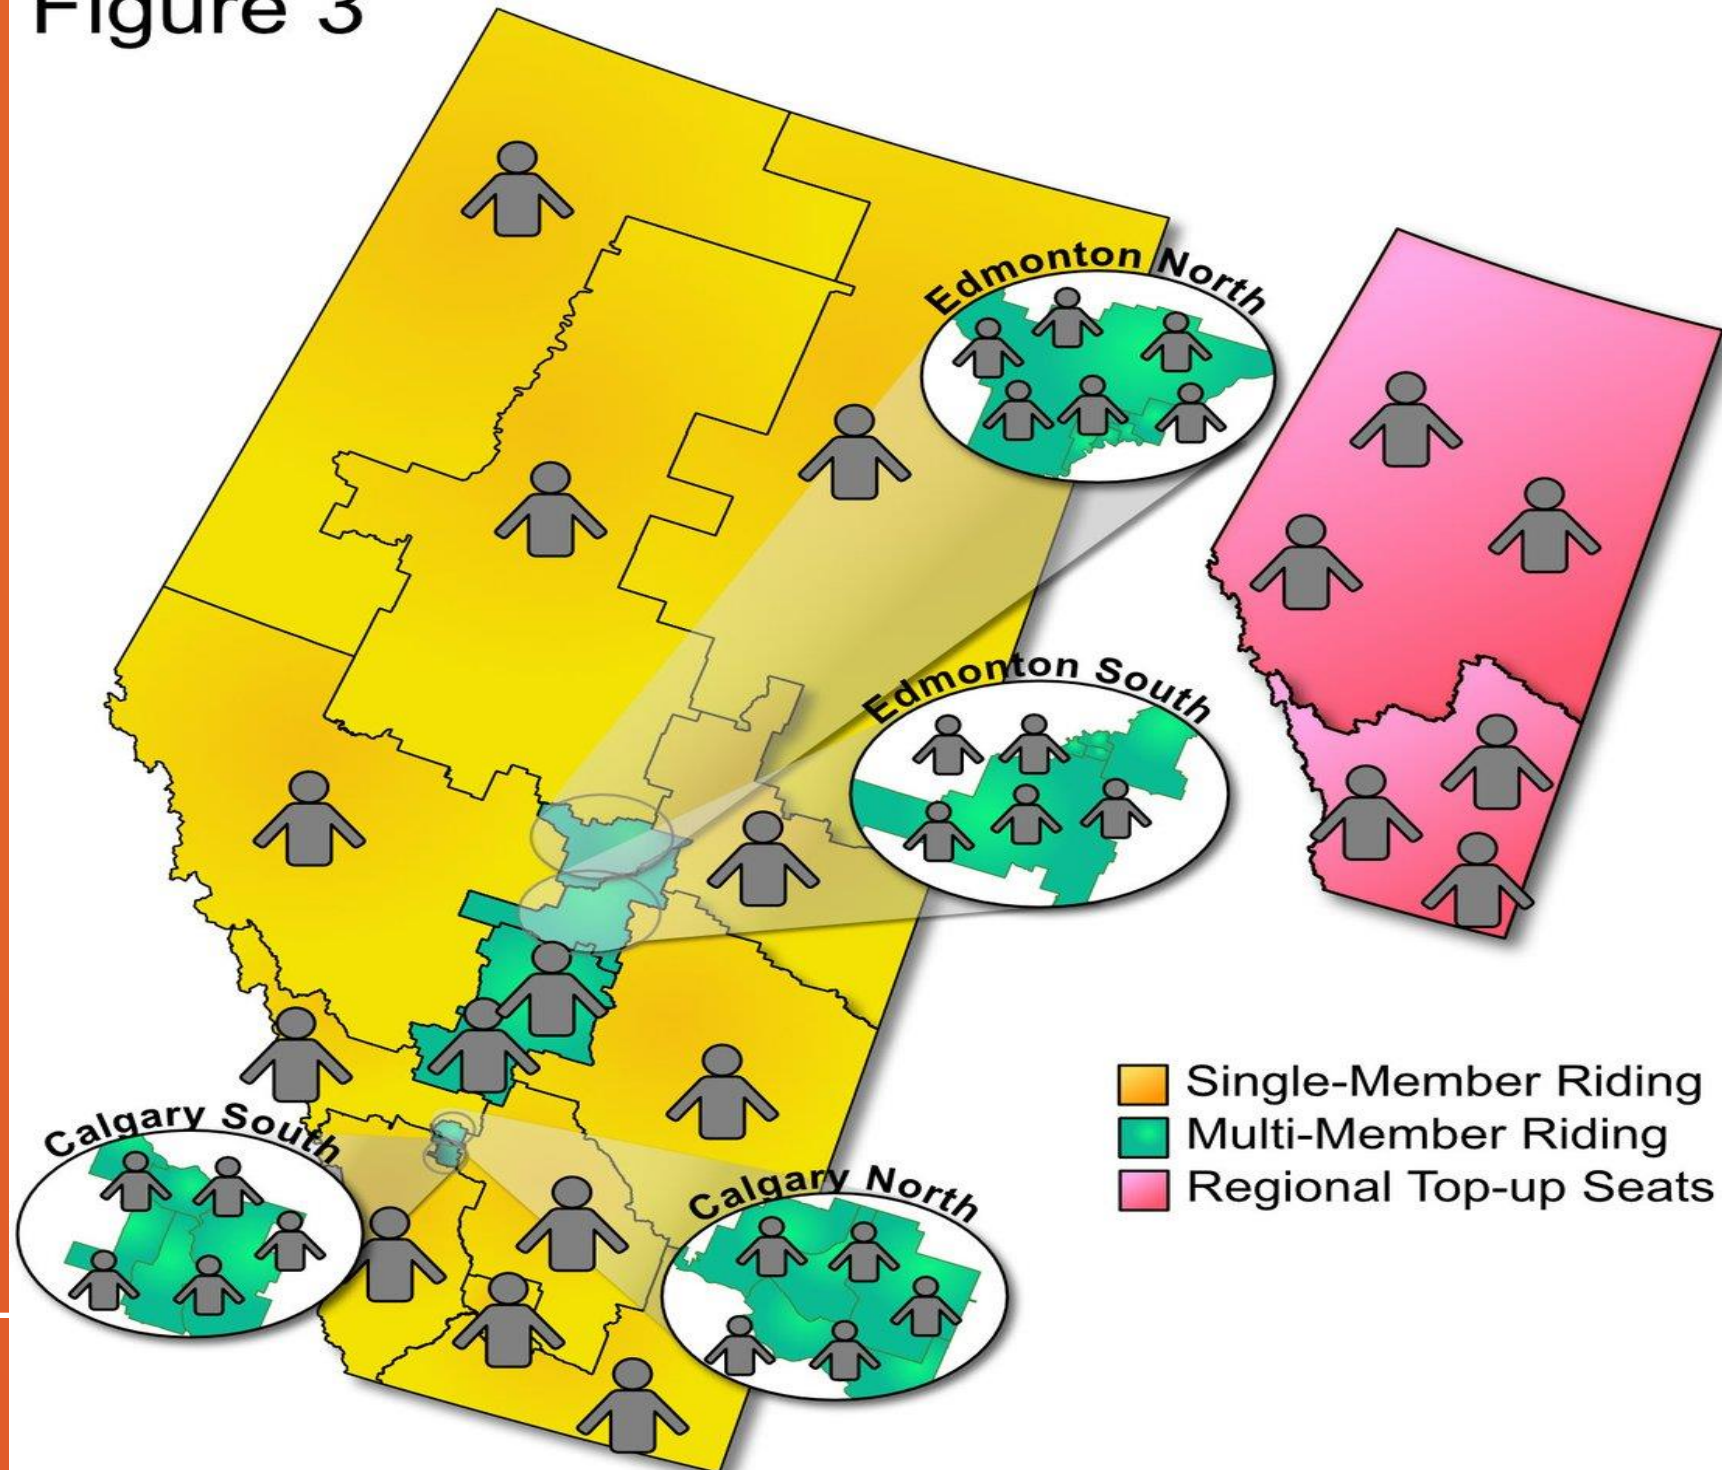 Figure 3
Edmonton North
Edmonton South
Calgary South
Calgary North
Single-Member Riding
Multi-Member Riding
Regional Top-up Seats